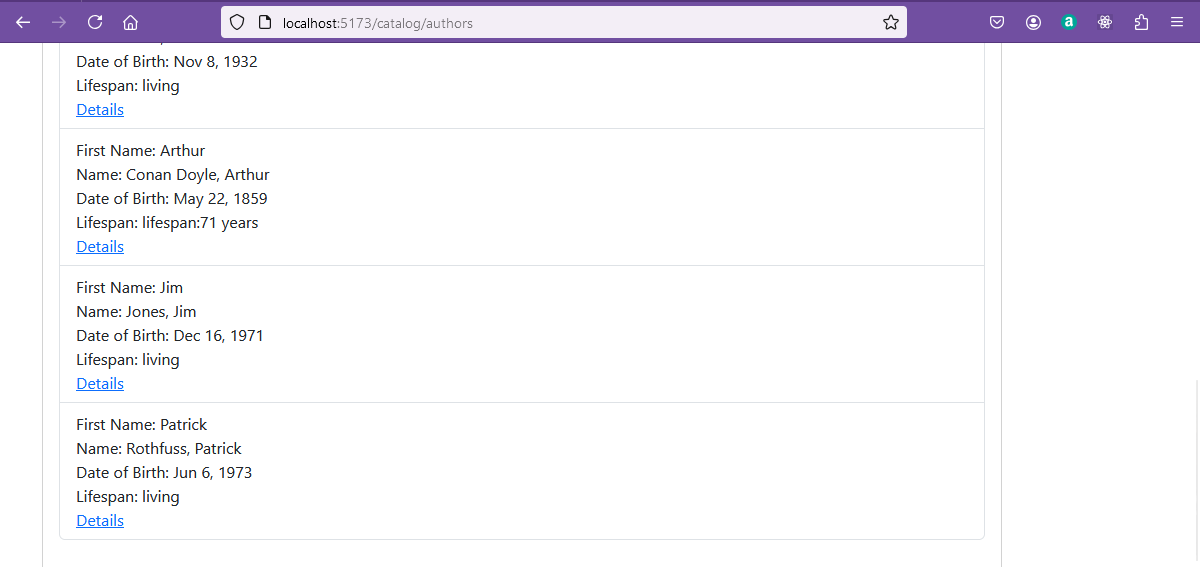 localhost:5173/catalog/authors
Date of Birth: Nov 8, 1932
Lifespan: living
Details
First Name: Arthur
Name: Conan Doyle, Arthur
Date of Birth: May 22, 1859
Lifespan: lifespan:71 years
Details
First Name: Jim
Name: Jones, Jim
Date of Birth: Dec 16, 1971
Lifespan: living
Details
First Name: Patrick
Name: Rothfuss, Patrick
Date of Birth: Jun 6, 1973
Lifespan: living
Details